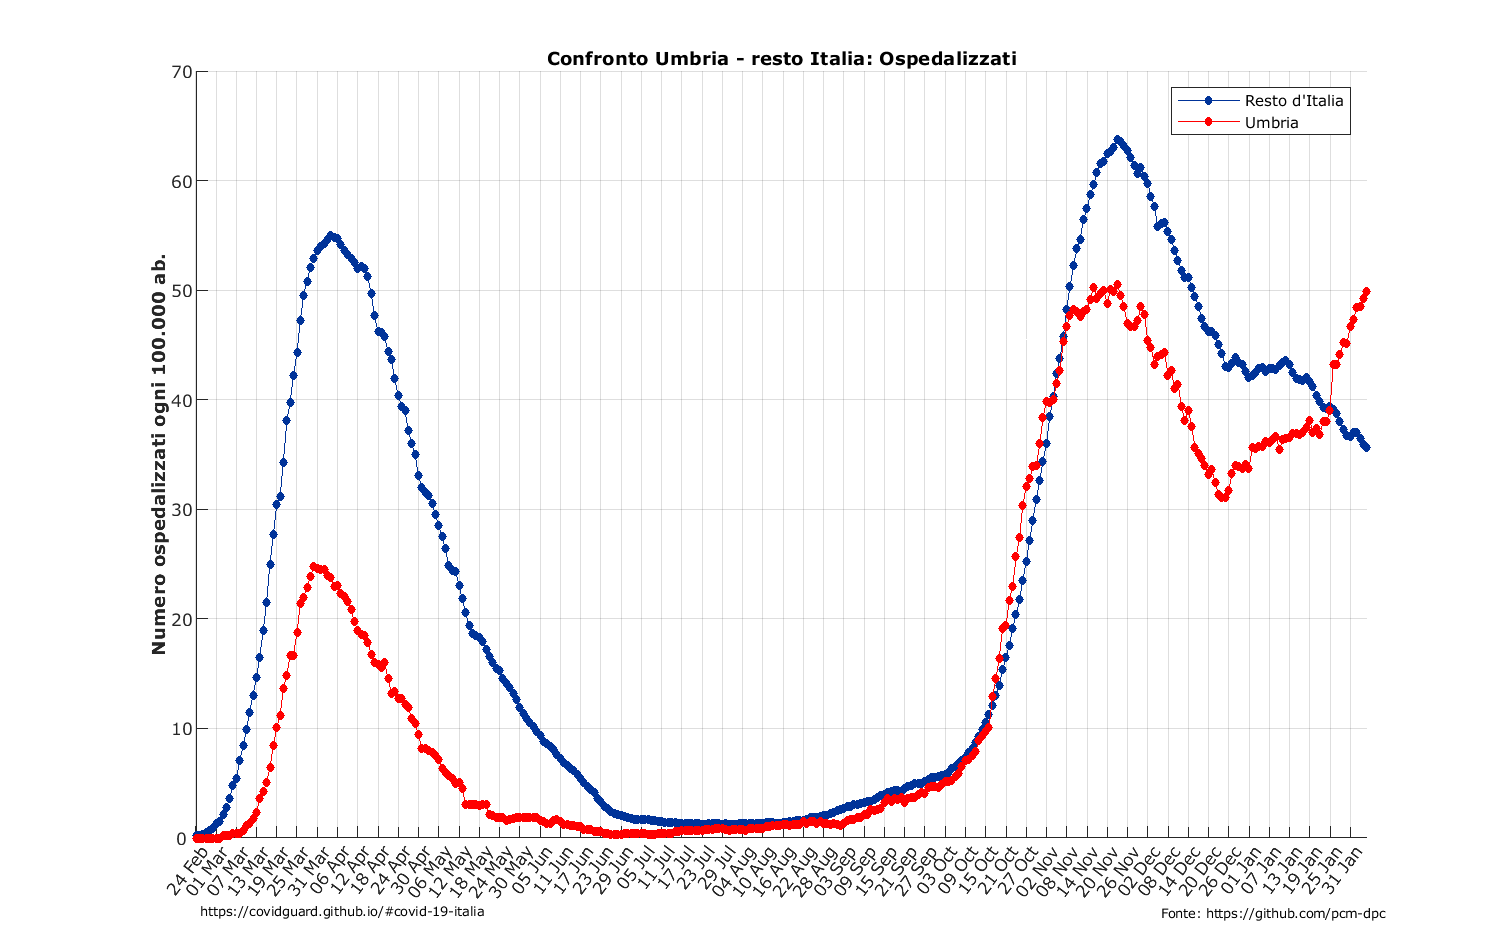 Confronto Umbria - resto Italia: Ospedalizzati
Resto d'Italia
Umbria
Numero ospedalizzati ogni 100.000 ab.
70
60
50
40
30
20
10
0
24 Feb
01 Mar
07 Mar
13 Mar
19 Mar
25 Mar
31 Mar
06 Apr
12 Apr
18 Apr
24 Apr
30 Apr
06 May
12 May
18 May
24 May
30 May
05 Jun
11 Jun
17 Jun
23 Jun
29 Jun
05 Jul
11 Jul
17 Jul
23 Jul
29 Jul
04 Aug
10 Aug
16 Aug
22 Aug
28 Aug
03 Sep
09 Sep
15 Sep
21 Sep
27 Sep
03 Oct
09 Oct
15 Oct
21 Oct
27 Oct
02 Nov
08 Nov
14 Nov
20 Nov
26 Nov
02 Dec
08 Dec
14 Dec
20 Dec
26 Dec
01 Jan
07 Jan
13 Jan
19 Jan
25 Jan
31 Jan
https://covidguard.github.io/#covid-19-italia
Fonte: https://github.com/pcm-dpc